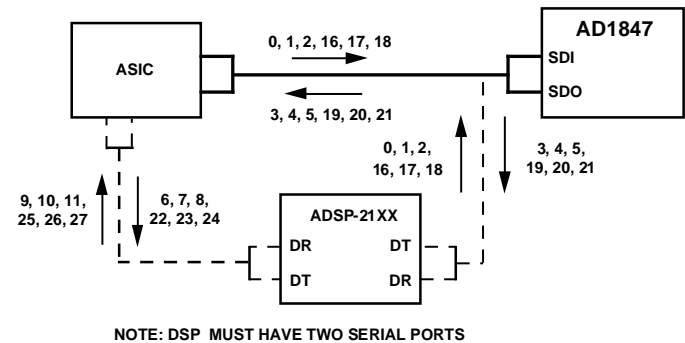 0, 1, 2, 16, 17, 18
AD1847
ASIC
SDI
SDO
3, 4, 5, 19, 20, 21
0, 1, 2,
16, 17, 18
3, 4, 5,
19, 20, 21
9, 10, 11,
25, 26, 27
6, 7, 8,
22, 23, 24
ADSP-21XX
DR
DT
DT
DR
NOTE: DSP MUST HAVE TWO SERIAL PORTS